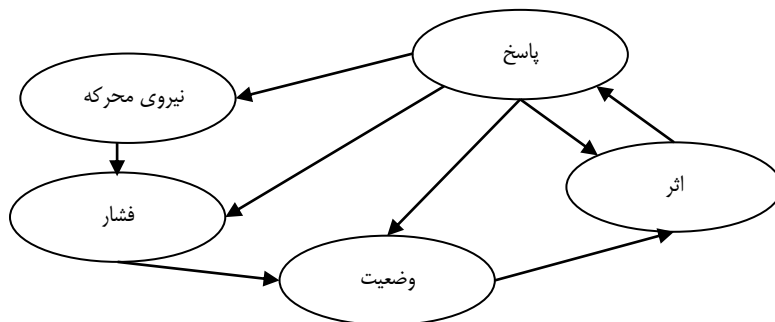 پاسخ
نیروی محرکه
اثر
فشار
وضعیت